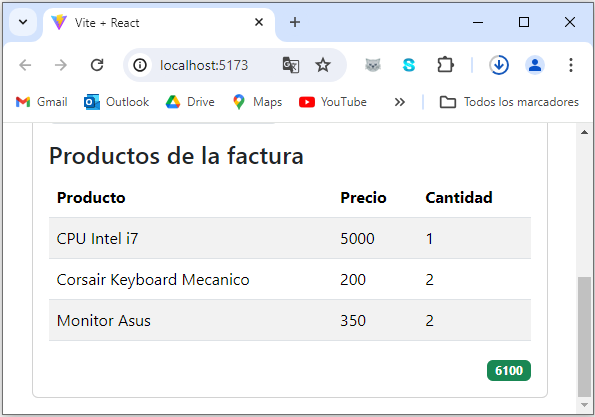 Vite + React
localhost:5173
Gmail Outlook Drive Maps YouTube Todos los marcadores
Productos de la factura
Producto Precio Cantidad
CPU Intel i7 5000 1
Corsair Keyboard Mecanico 200 2
Monitor Asus 350 2
6100